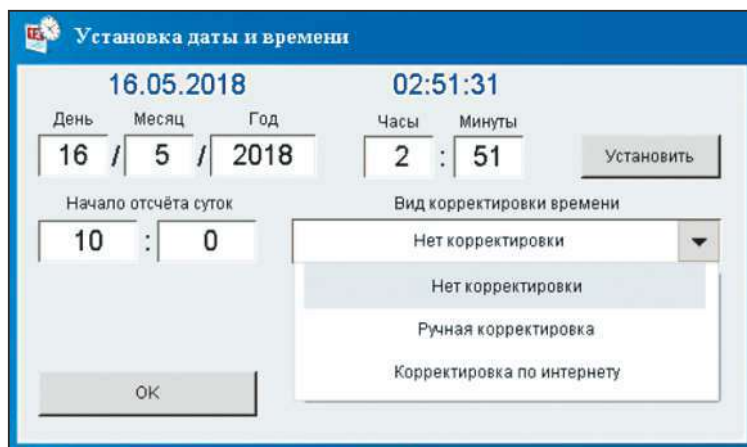 Установка даты и времени
16.05.2018 02:51:31
День Месяц Год Часы Минуты
16 / 5 / 2018 2 : 51 Установить
Начало отсчёта суток Вид корректировки времени
10 : 0 Нет корректировки
Нет корректировки
Ручная корректировка
Корректировка по интернету
OK